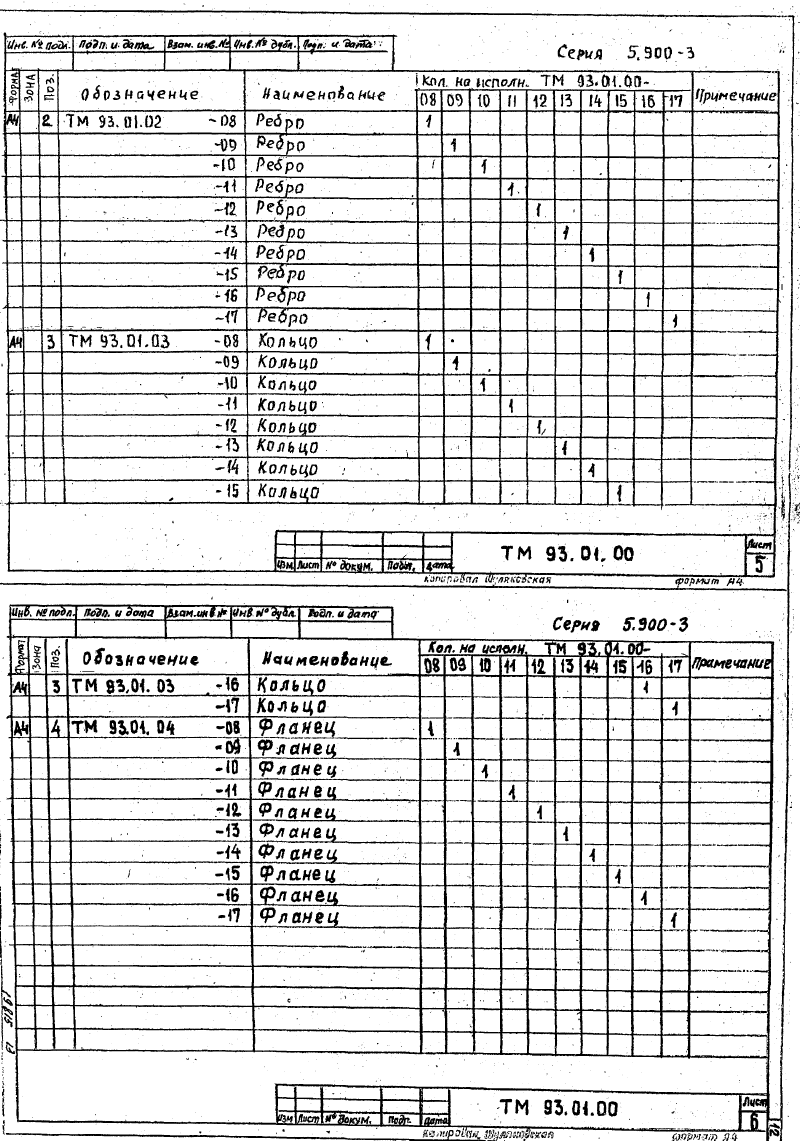 Инв. № подл. Подп. и дата Взам. инв. № Инв. № дубл. Подп. и дата
Серия 5.900-3
Формат Зона Поз. Обозначение Наименование Кол. на исполн. ТМ 93.01.00- Примечание
08 09 10 11 12 13 14 15 16 17
А4 2 ТМ 93.01.02 -08 Ребро 1
-09 Ребро 1
-10 Ребро 1
-11 Ребро 1
-12 Ребро 1
-13 Ребро 1
-14 Ребро 1
-15 Ребро 1
-16 Ребро 1
-17 Ребро 1
А4 3 ТМ 93.01.03 -08 Кольцо 1
-09 Кольцо 1
-10 Кольцо 1
-11 Кольцо 1
-12 Кольцо 1
-13 Кольцо 1
-14 Кольцо 1
-15 Кольцо 1
Изм Лист № докум. Подп. Дата
ТМ 93.01.00
Лист
5
Копировал Шуляковская формат А4
Инв. № подл. Подп. и дата Взам. инв № Инв № дубл. Подп. и дата
Серия 5.900-3
Формат Зона Поз. Обозначение Наименование Кол. на исполн. ТМ 93.01.00- Примечание
08 09 10 11 12 13 14 15 16 17
А4 3 ТМ 93.01.03 -16 Кольцо 1
-17 Кольцо 1
А4 4 ТМ 93.01.04 -08 Фланец 1
-09 Фланец 1
-10 Фланец 1
-11 Фланец 1
-12 Фланец 1
-13 Фланец 1
-14 Фланец 1
-15 Фланец 1
-16 Фланец 1
-17 Фланец 1
Изм Лист № докум. Подп. Дата
ТМ 93.01.00
Лист
6
Копировал Шуляковская формат А4
12